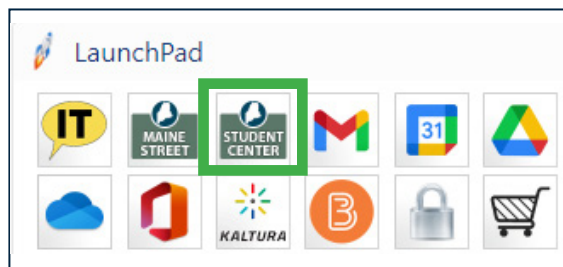 LaunchPad
IT
MAINE
STREET
STUDENT
CENTER
31
KALTURA
B